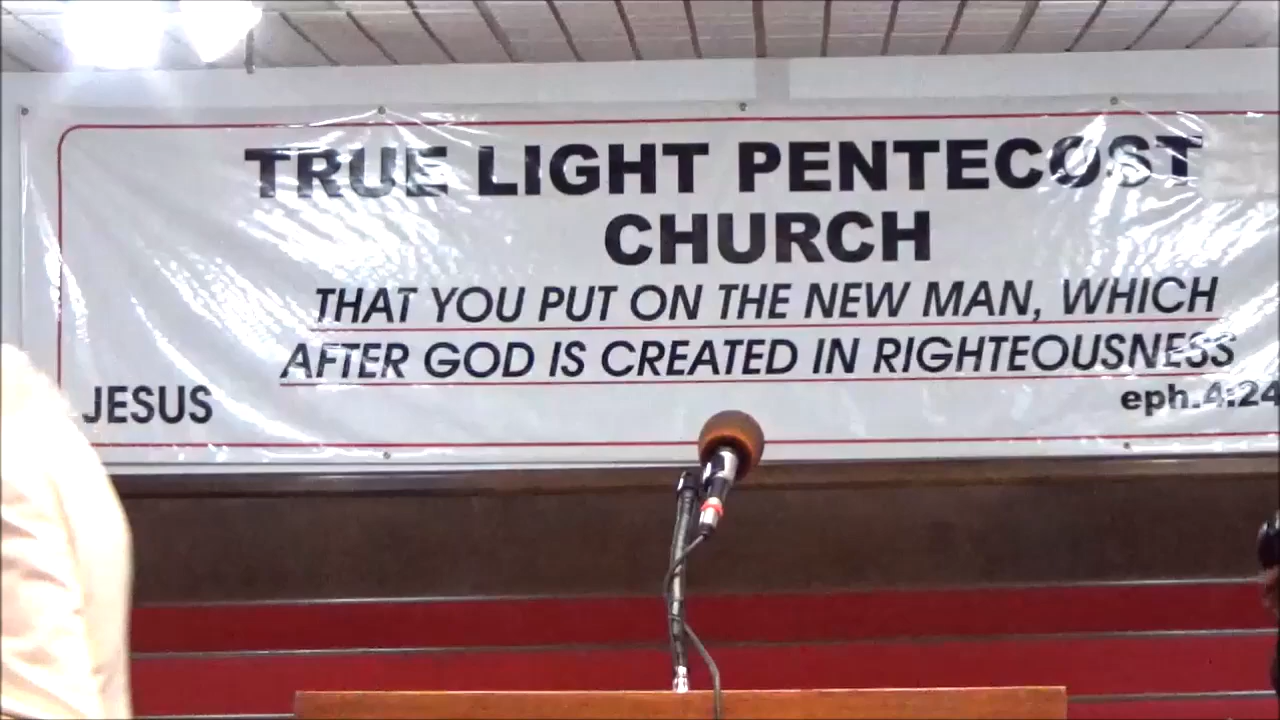 TRUE LIGHT PENTECOST
CHURCH
THAT YOU PUT ON THE NEW MAN, WHICH
AFTER GOD IS CREATED IN RIGHTEOUSNESS
JESUS
eph.4:24